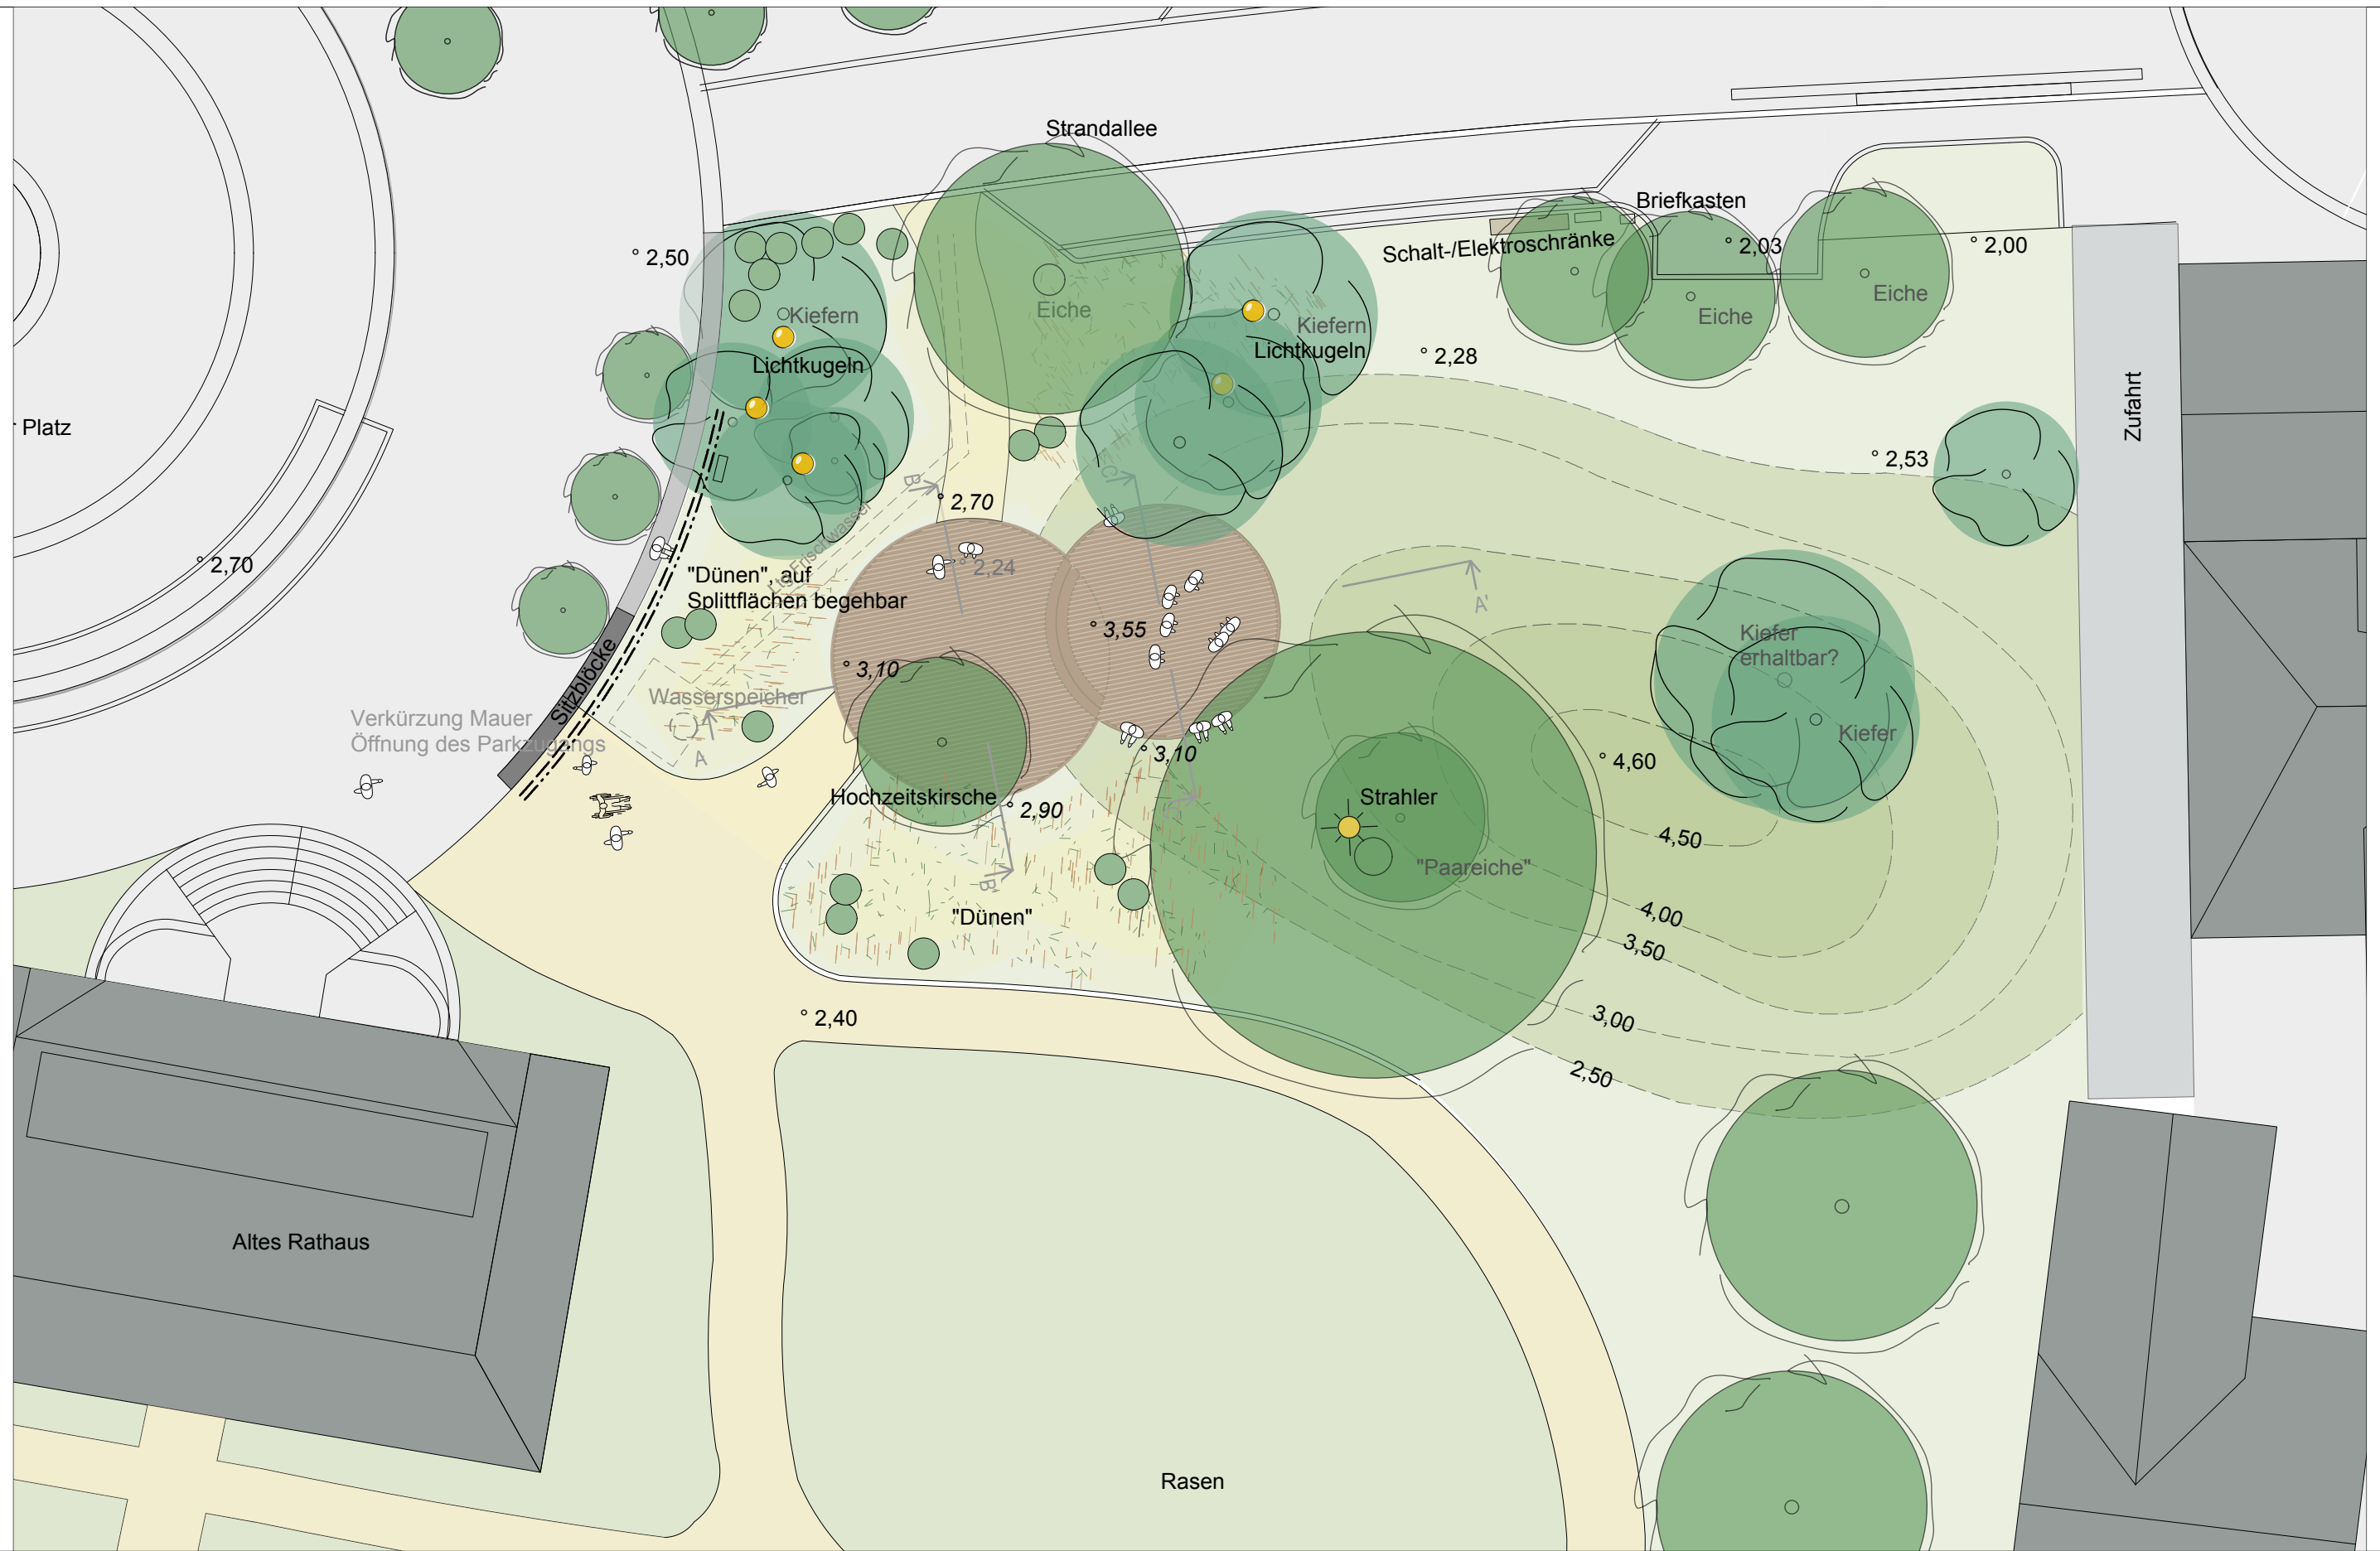 Strandallee
Briefkasten
° 2,50
Schalt-/Elektroschränke
° 2,03
° 2,00
Eiche
Eiche
Eiche
Kiefern
Kiefern
Lichtkugeln
Lichtkugeln
° 2,28
Zufahrt
Platz
° 2,53
B
C
° 2,70
Ltg Frischwasser
° 2,70
"Dünen", auf
Splittflächen begehbar
° 2,24
A'
° 3,55
Kiefer
erhaltbar?
° 3,10
Sitzblöcke
Wasserspeicher
Verkürzung Mauer
Öffnung des Parkzugangs
Kiefer
A
° 3,10
° 4,60
Hochzeitskirsche
° 2,90
Strahler
4,50
"Paareiche"
B'
"Dünen"
4,00
3,50
° 2,40
3,00
2,50
Altes Rathaus
Rasen